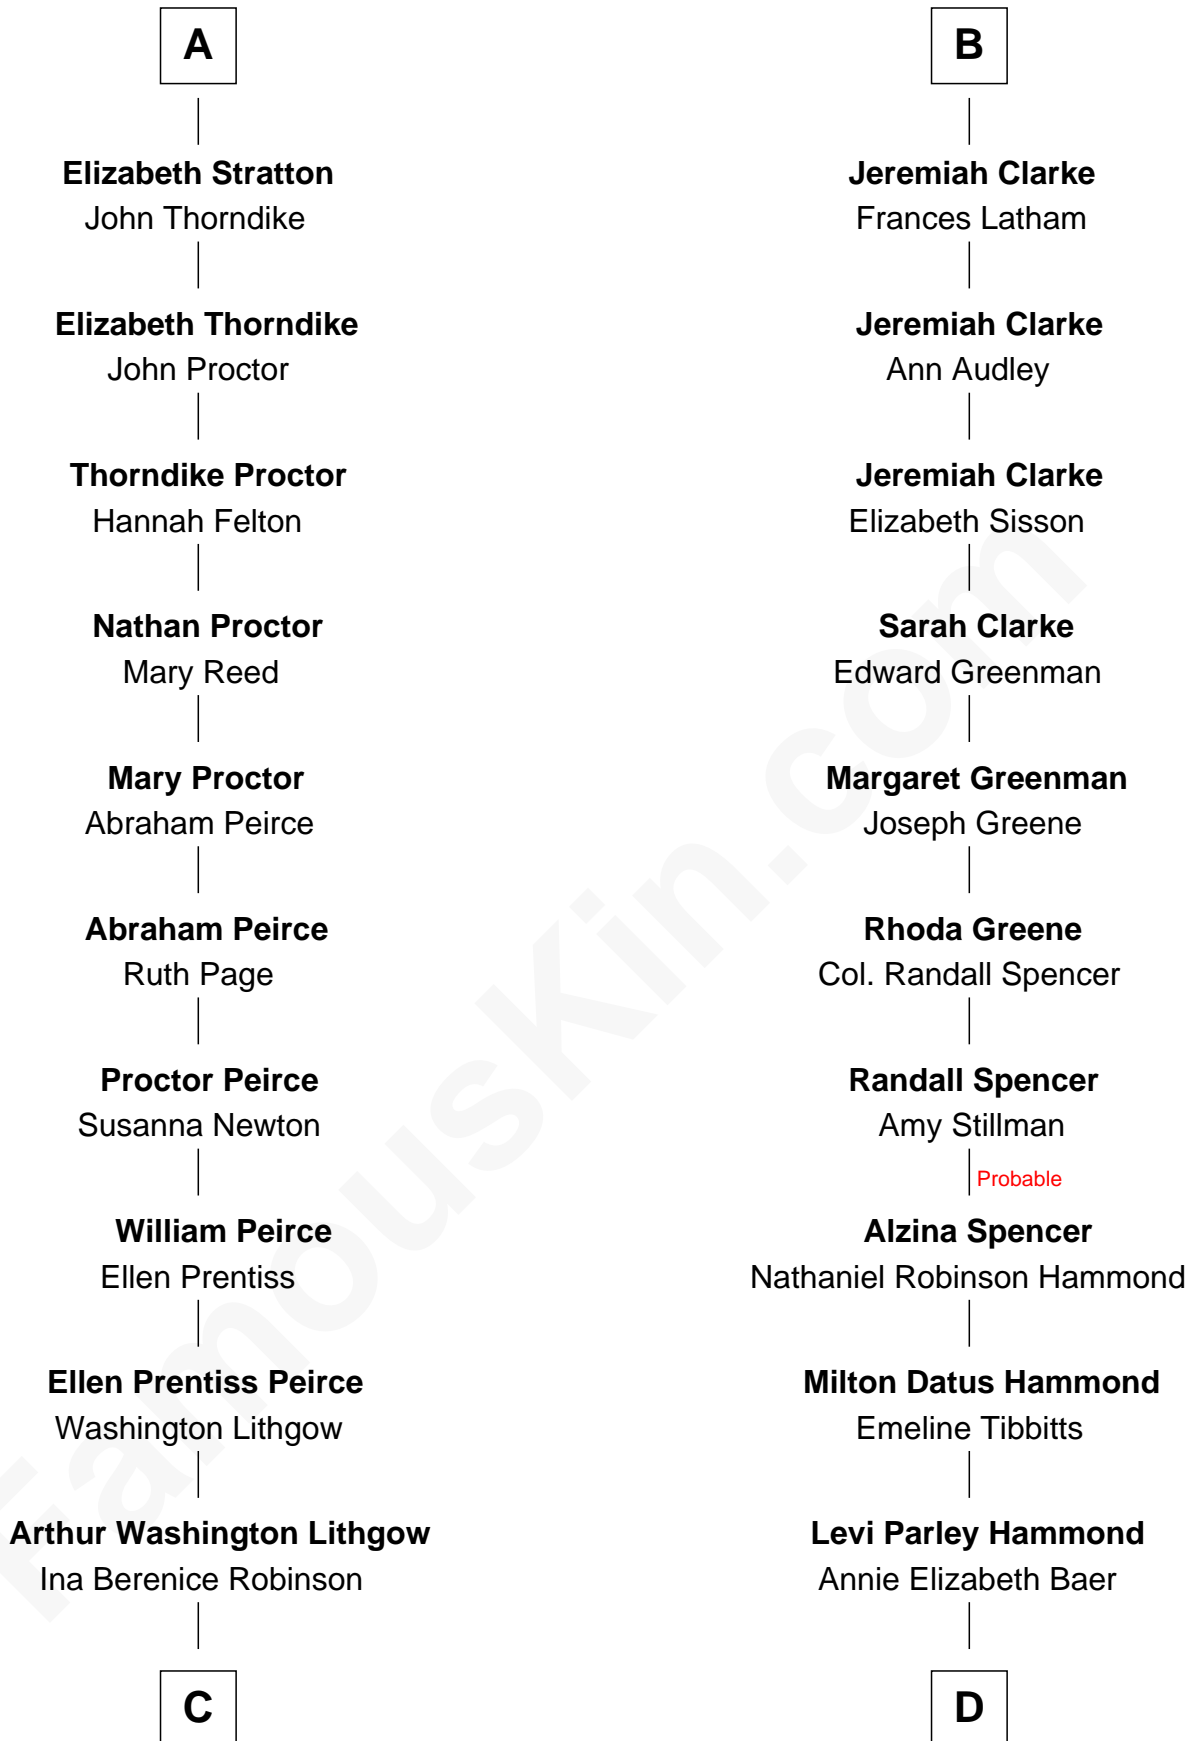 A
Elizabeth Stratton
John Thorndike
Elizabeth Thorndike
John Proctor
Thorndike Proctor
Hannah Felton
Nathan Proctor
Mary Reed
Mary Proctor
Abraham Peirce
Abraham Peirce
Ruth Page
Proctor Peirce
Susanna Newton
William Peirce
Ellen Prentiss
Ellen Prentiss Peirce
Washington Lithgow
Arthur Washington Lithgow
Ina Berenice Robinson
C
B
Jeremiah Clarke
Frances Latham
Jeremiah Clarke
Ann Audley
Jeremiah Clarke
Elizabeth Sisson
Sarah Clarke
Edward Greenman
Margaret Greenman
Joseph Greene
Rhoda Greene
Col. Randall Spencer
Randall Spencer
Amy Stillman
Probable
Alzina Spencer
Nathaniel Robinson Hammond
Milton Datus Hammond
Emeline Tibbitts
Levi Parley Hammond
Annie Elizabeth Baer
D
FamousKin.com